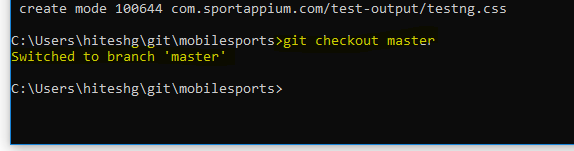 create mode 100644 com.sportappium.com/test-output/testng.css
C:\Users\hiteshg\git\mobilesports>git checkout master
Switched to branch 'master'
C:\Users\hiteshg\git\mobilesports>